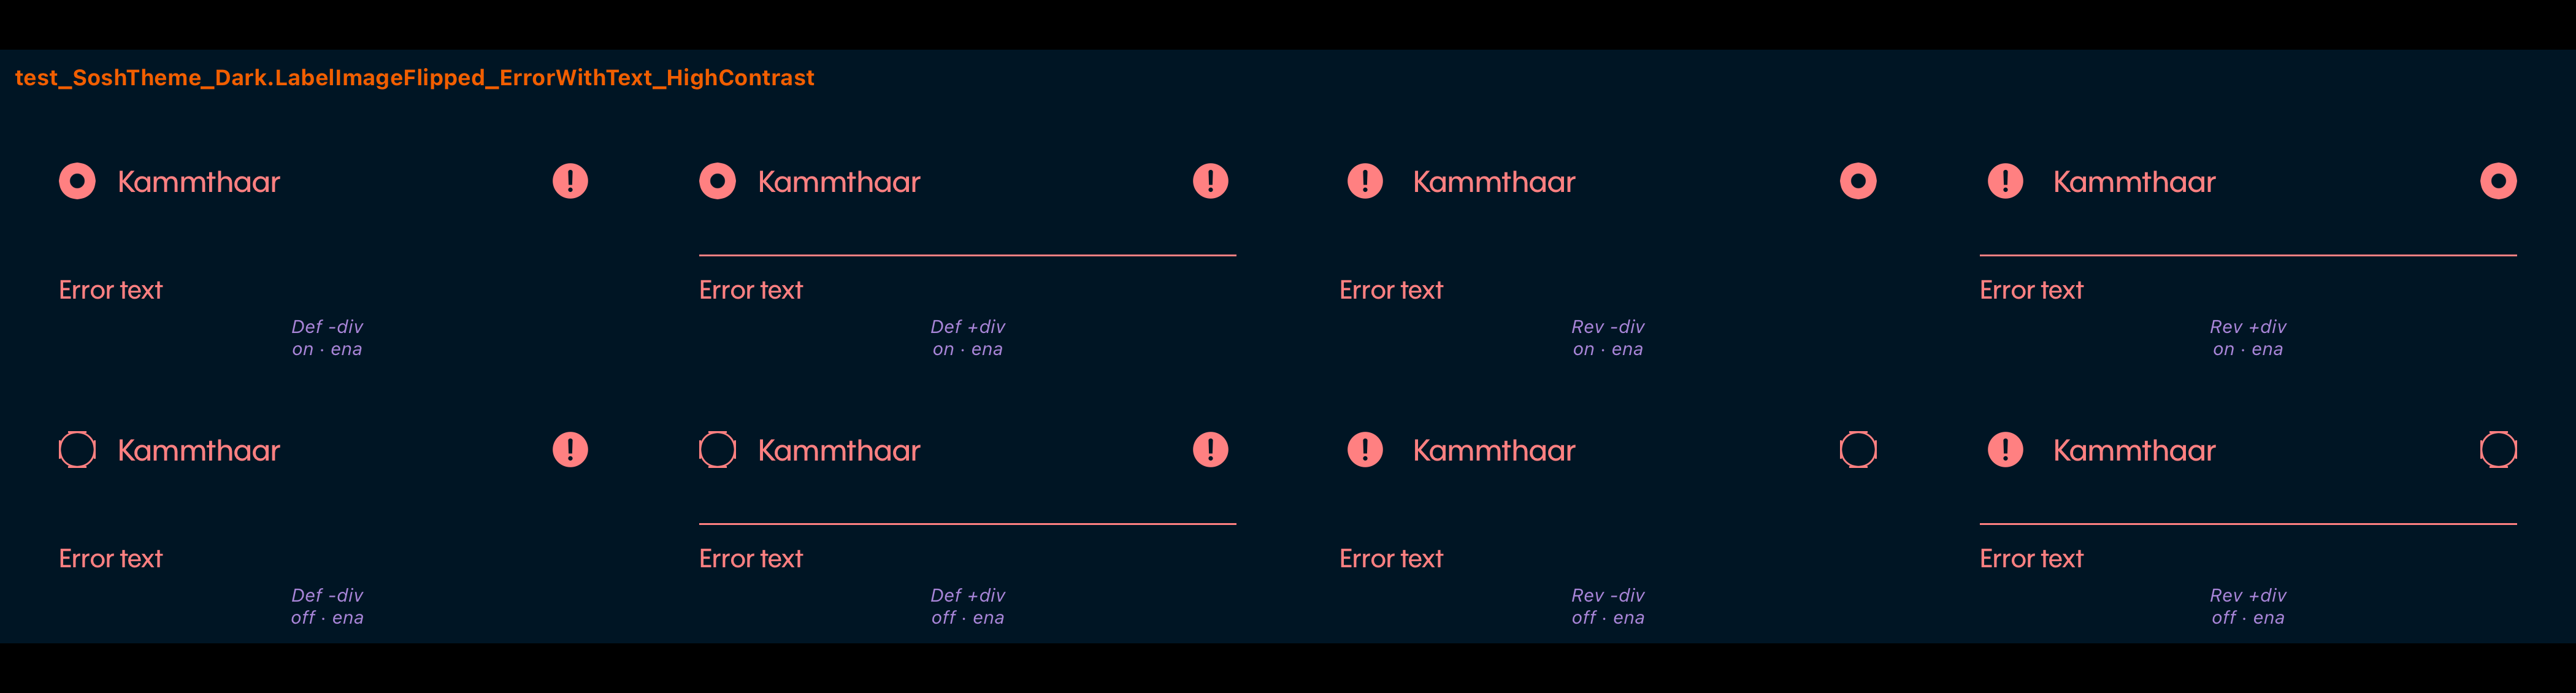 test_SoshTheme_Dark.LabelImageFlipped_ErrorWithText_HighContrast
Kammthaar
Kammthaar
Kammthaar
Kammthaar
Error text
Error text
Error text
Error text
Def -div
on · ena
Def +div
on · ena
Rev -div
on · ena
Rev +div
on · ena
Kammthaar
Kammthaar
Kammthaar
Kammthaar
Error text
Error text
Error text
Error text
Def -div
off · ena
Def +div
off · ena
Rev -div
off · ena
Rev +div
off · ena